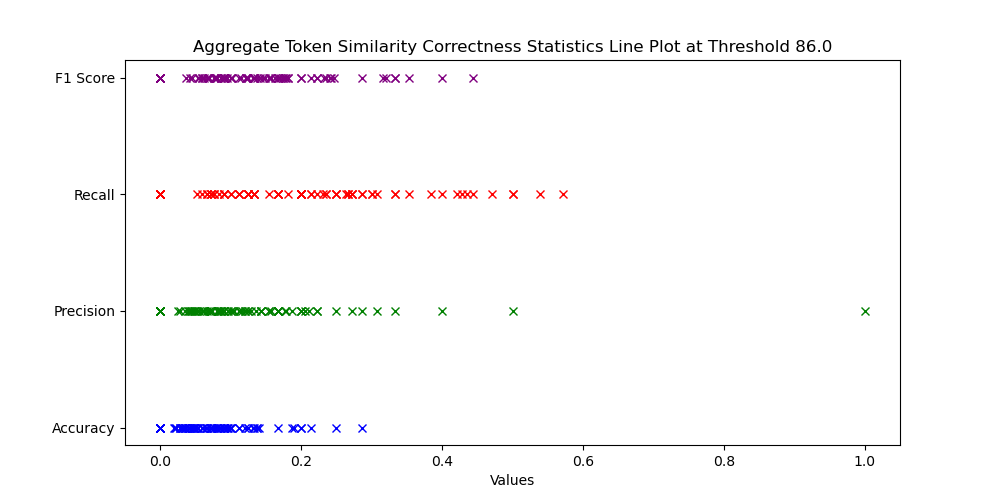 Aggregate Token Similarity Correctness Statistics Line Plot at Threshold 86.0
F1 Score
Recall
Precision
Accuracy
0.0 0.2 0.4 0.6 0.8 1.0
Values